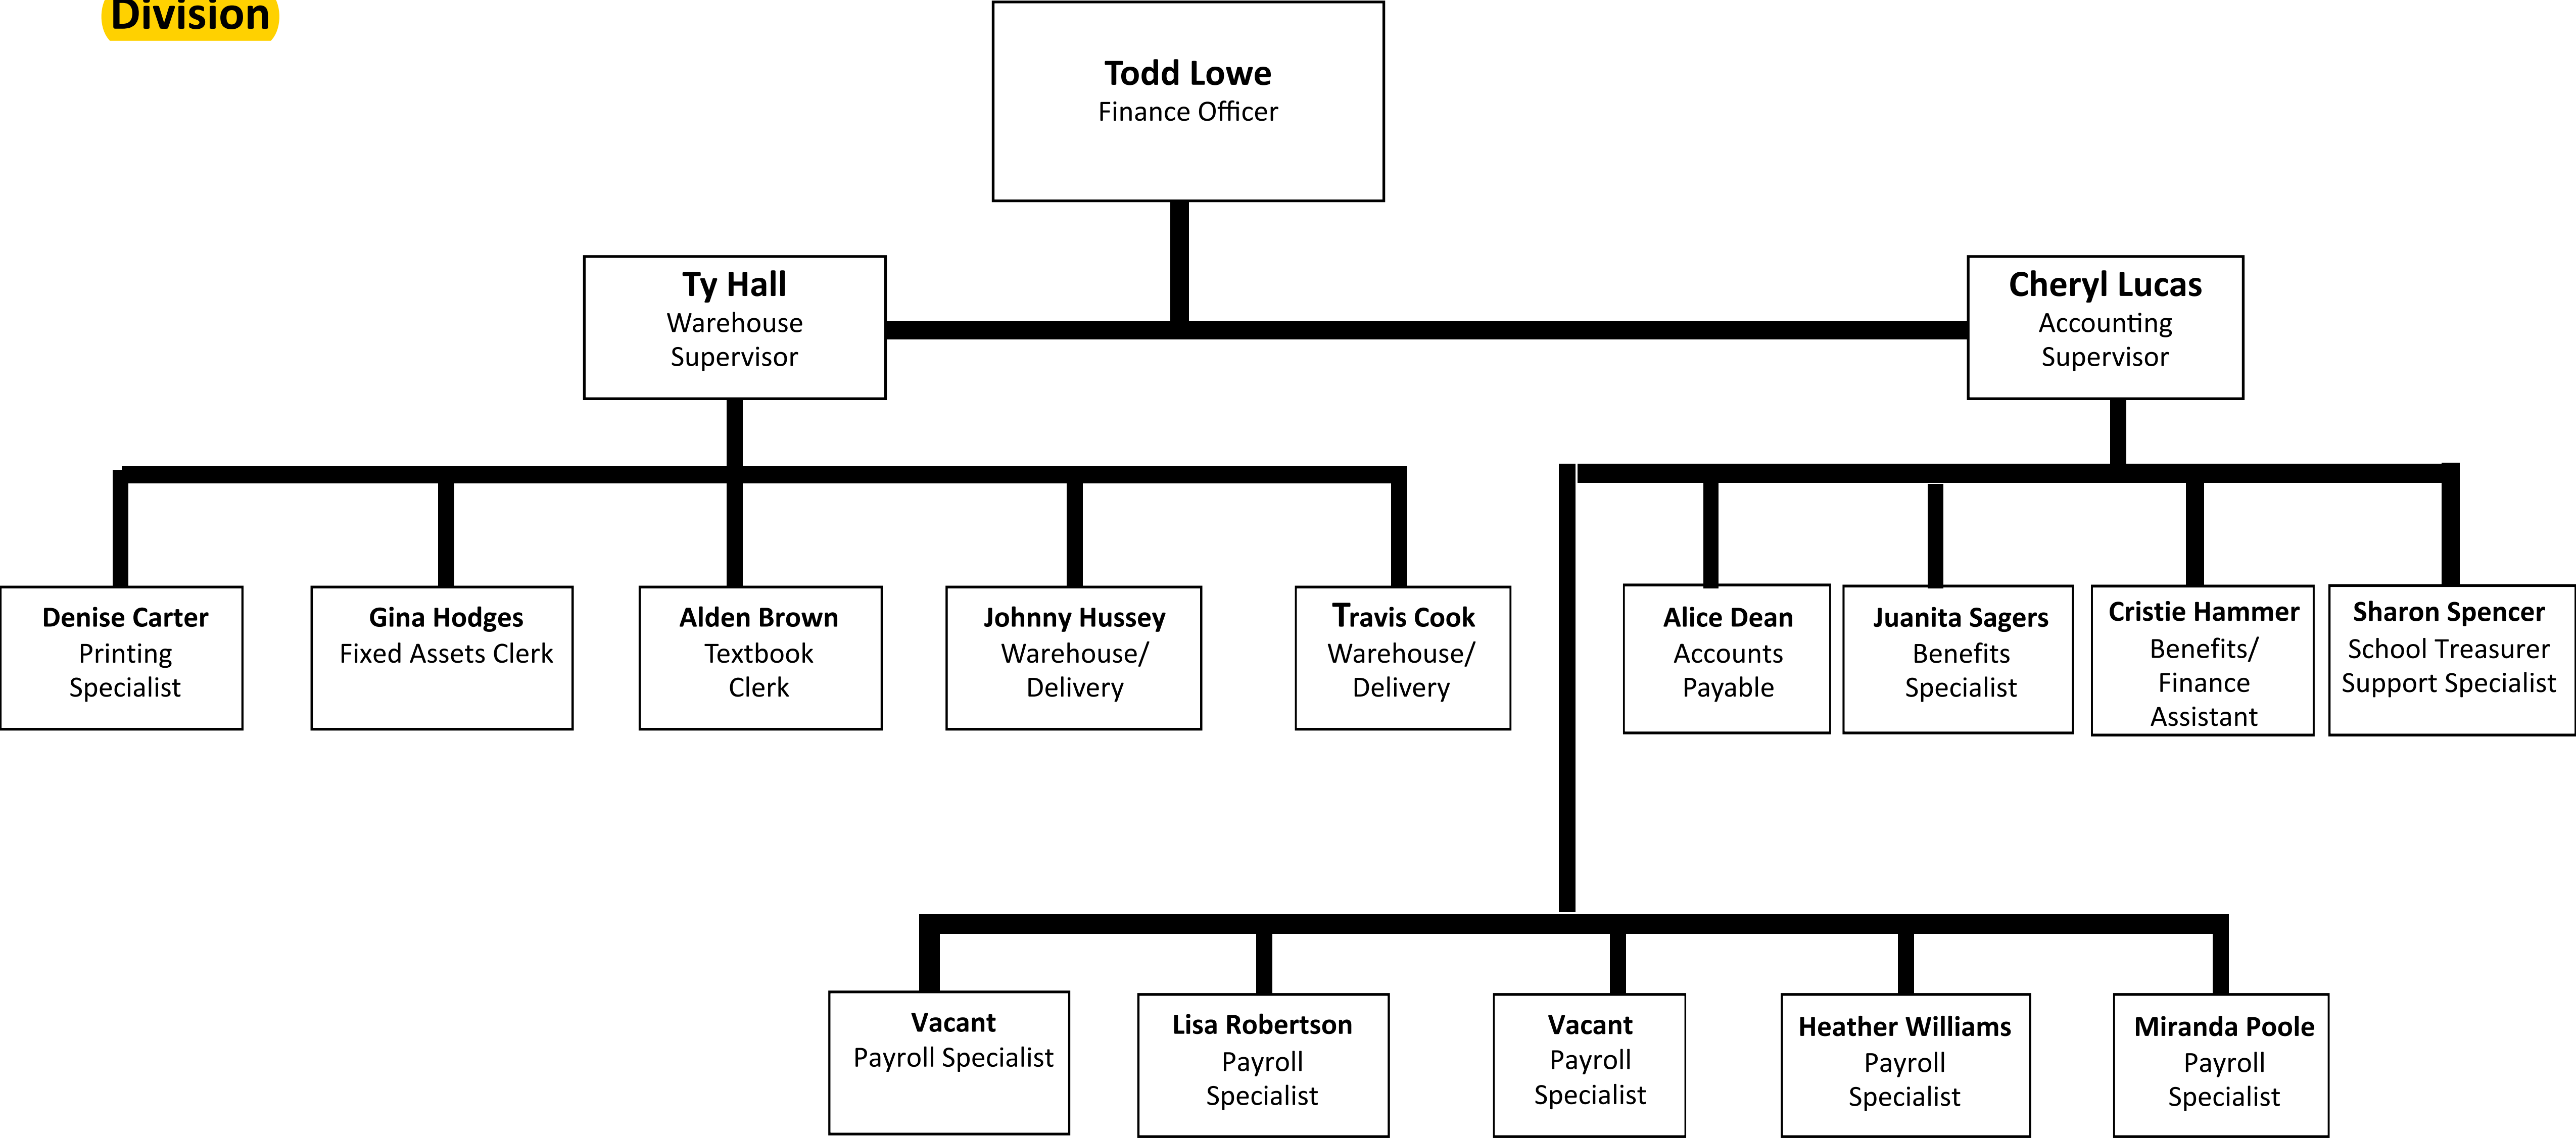 Division
Todd Lowe
Finance Officer
Ty Hall
Warehouse
Supervisor
Cheryl Lucas
Accounting
Supervisor
Denise Carter
Printing
Specialist
Gina Hodges
Fixed Assets Clerk
Alden Brown
Textbook
Clerk
Johnny Hussey
Warehouse/
Delivery
Travis Cook
Warehouse/
Delivery
Alice Dean
Accounts
Payable
Juanita Sagers
Benefits
Specialist
Cristie Hammer
Benefits/
Finance
Assistant
Sharon Spencer
School Treasurer
Support Specialist
Vacant
Payroll Specialist
Lisa Robertson
Payroll
Specialist
Vacant
Payroll
Specialist
Heather Williams
Payroll
Specialist
Miranda Poole
Payroll
Specialist